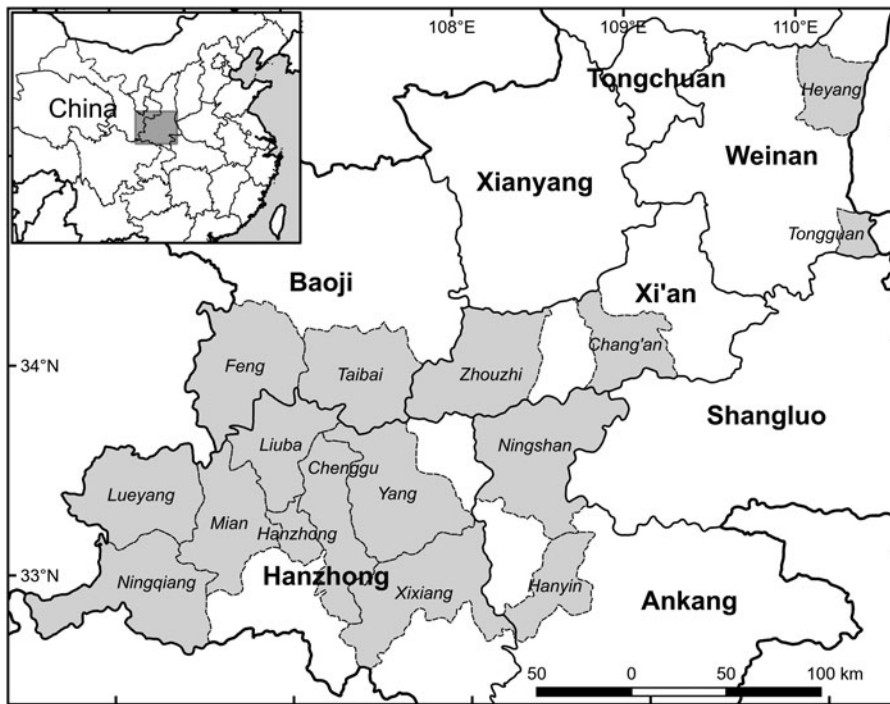 108°E
109°E
110°E
China
Tongchuan
Heyang
Xianyang
Weinan
Tongguan
Baoji
Xi'an
34°N
Feng
Taibai
Zhouzhi
Chang'an
Shangluo
Liuba
Ningshan
Chenggu
Lueyang
Yang
Mian
Hanzhong
33°N
Ningqiang
Hanzhong
Xixiang
Hanyin
Ankang
50
0
50
100 km